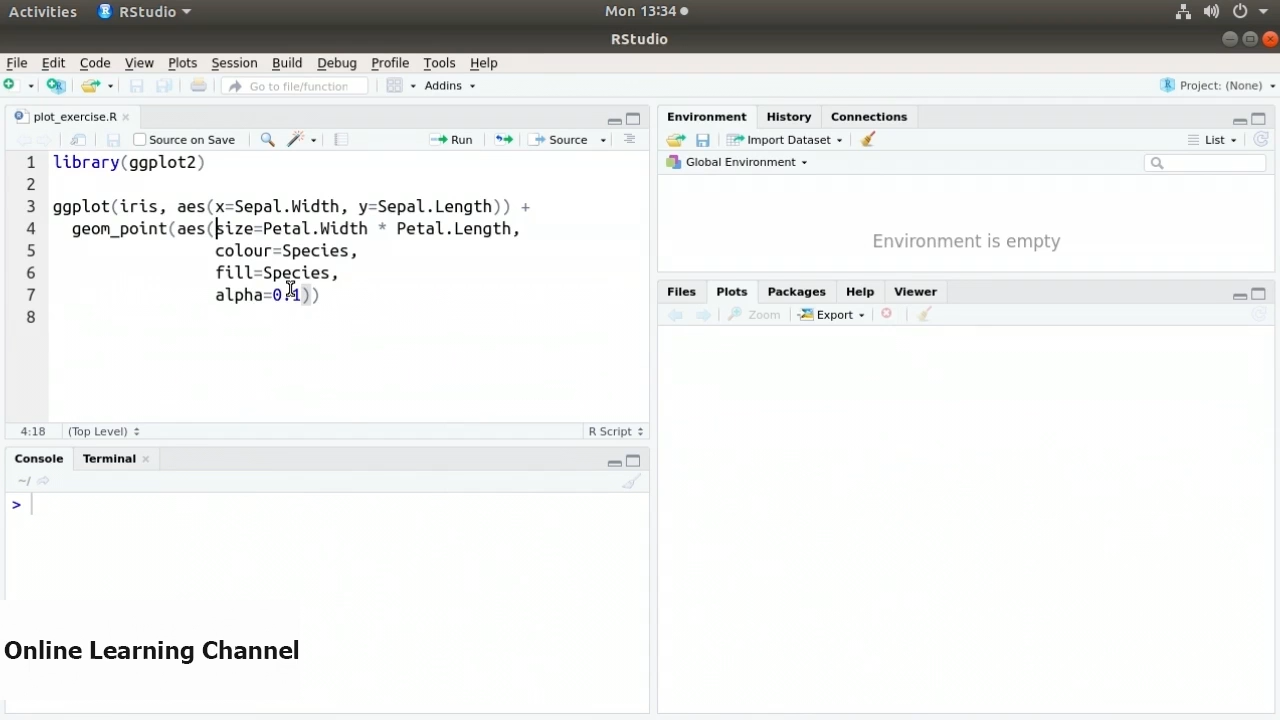 Activities RStudio Mon 13:34
RStudio
File Edit Code View Plots Session Build Debug Profile Tools Help
Go to file/function Addins Project: (None)
plot_exercise.R
Source on Save Run Source
1 library(ggplot2)
2
3 ggplot(iris, aes(x=Sepal.Width, y=Sepal.Length)) +
4 geom_point(aes(size=Petal.Width * Petal.Length,
5 colour=Species,
6 fill=Species,
7 alpha=0.1))
8
4:18 (Top Level) R Script
Console Terminal
~/
>
Environment History Connections
Import Dataset List
Global Environment
Environment is empty
Files Plots Packages Help Viewer
Zoom Export
Online Learning Channel